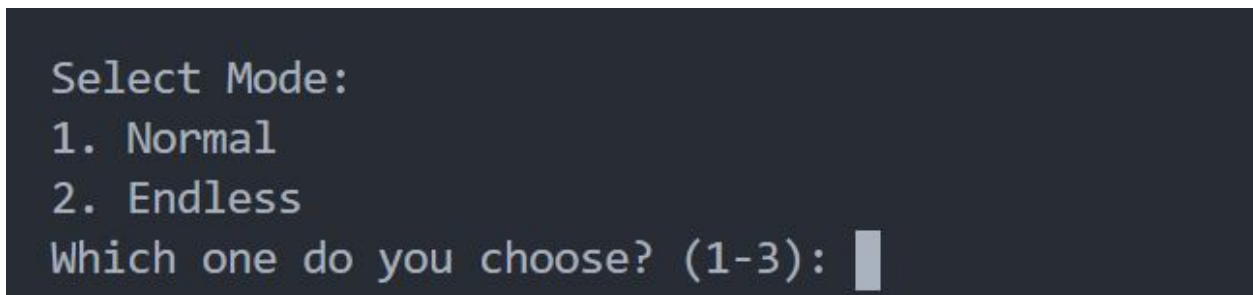 Select Mode:
1. Normal
2. Endless
Which one do you choose? (1-3):